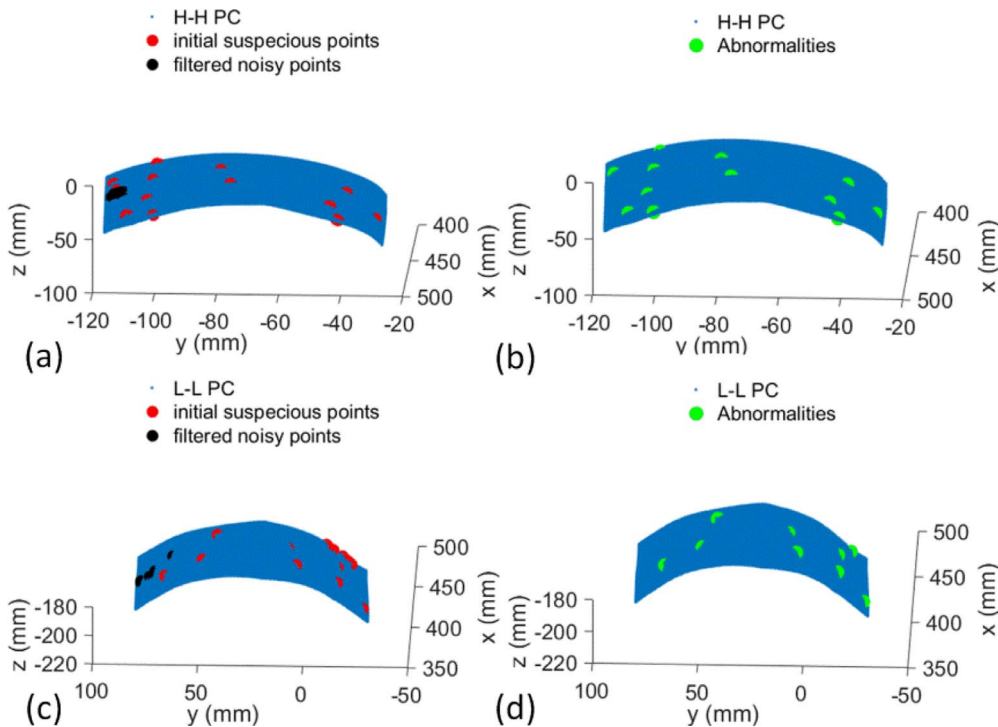 H-H PC
initial suspecious points
filtered noisy points
0
-50
-100
z (mm)
-120 -100 -80 -60 -40 -20
y (mm)
400
450
500
x (mm)
(a)
H-H PC
Abnormalities
0
-50
-100
z (mm)
-120 -100 -80 -60 -40 -20
y (mm)
400
450
500
x (mm)
(b)
L-L PC
initial suspecious points
filtered noisy points
-180
-200
-220
z (mm)
100 50 0 -50
y (mm)
500
450
400
350
x (mm)
(c)
L-L PC
Abnormalities
-180
-200
-220
z (mm)
100 50 0 -50
y (mm)
500
450
400
350
x (mm)
(d)